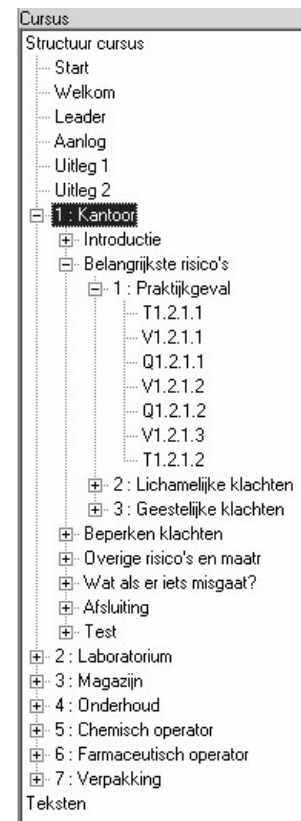 Cursus
Structuur cursus
Start
Welkom
Leader
Aanlog
Uitleg 1
Uitleg 2
1 : Kantoor
Introductie
Belangrijkste risico's
1 : Praktijkgeval
T1.2.1.1
V1.2.1.1
Q1.2.1.1
V1.2.1.2
Q1.2.1.2
V1.2.1.3
T1.2.1.2
2 : Lichamelijke klachten
3 : Geestelijke klachten
Beperken klachten
Overige risico's en maatr
Wat als er iets misgaat?
Afsluiting
Test
2 : Laboratorium
3 : Magazijn
4 : Onderhoud
5 : Chemisch operator
6 : Farmaceutisch operator
7 : Verpakking
Teksten